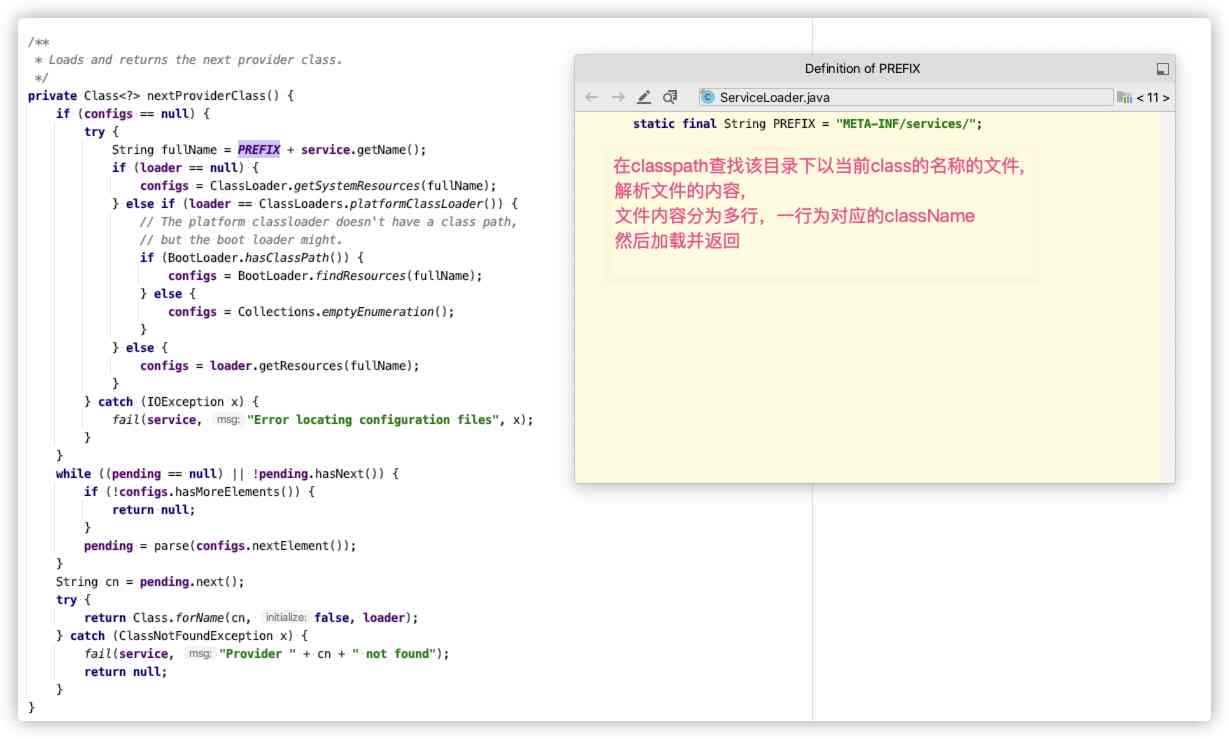 /**
 * Loads and returns the next provider class.
 */
private Class<?> nextProviderClass() {
    if (configs == null) {
        try {
            String fullName = PREFIX + service.getName();
            if (loader == null) {
                configs = ClassLoader.getSystemResources(fullName);
            } else if (loader == ClassLoaders.platformClassLoader()) {
                // The platform classloader doesn't have a class path,
                // but the boot loader might.
                if (BootLoader.hasClassPath()) {
                    configs = BootLoader.findResources(fullName);
                } else {
                    configs = Collections.emptyEnumeration();
                }
            } else {
                configs = loader.getResources(fullName);
            }
        } catch (IOException x) {
            fail(service, msg: "Error locating configuration files", x);
        }
    }
    while ((pending == null) || !pending.hasNext()) {
        if (!configs.hasMoreElements()) {
            return null;
        }
        pending = parse(configs.nextElement());
    }
    String cn = pending.next();
    try {
        return Class.forName(cn, initialize: false, loader);
    } catch (ClassNotFoundException x) {
        fail(service, msg: "Provider " + cn + " not found");
        return null;
    }
}
Definition of PREFIX
ServiceLoader.java < 11 >
static final String PREFIX = "META-INF/services/";
在classpath查找该目录下以当前class的名称的文件,
解析文件的内容,
文件内容分为多行，一行为对应的className
然后加载并返回